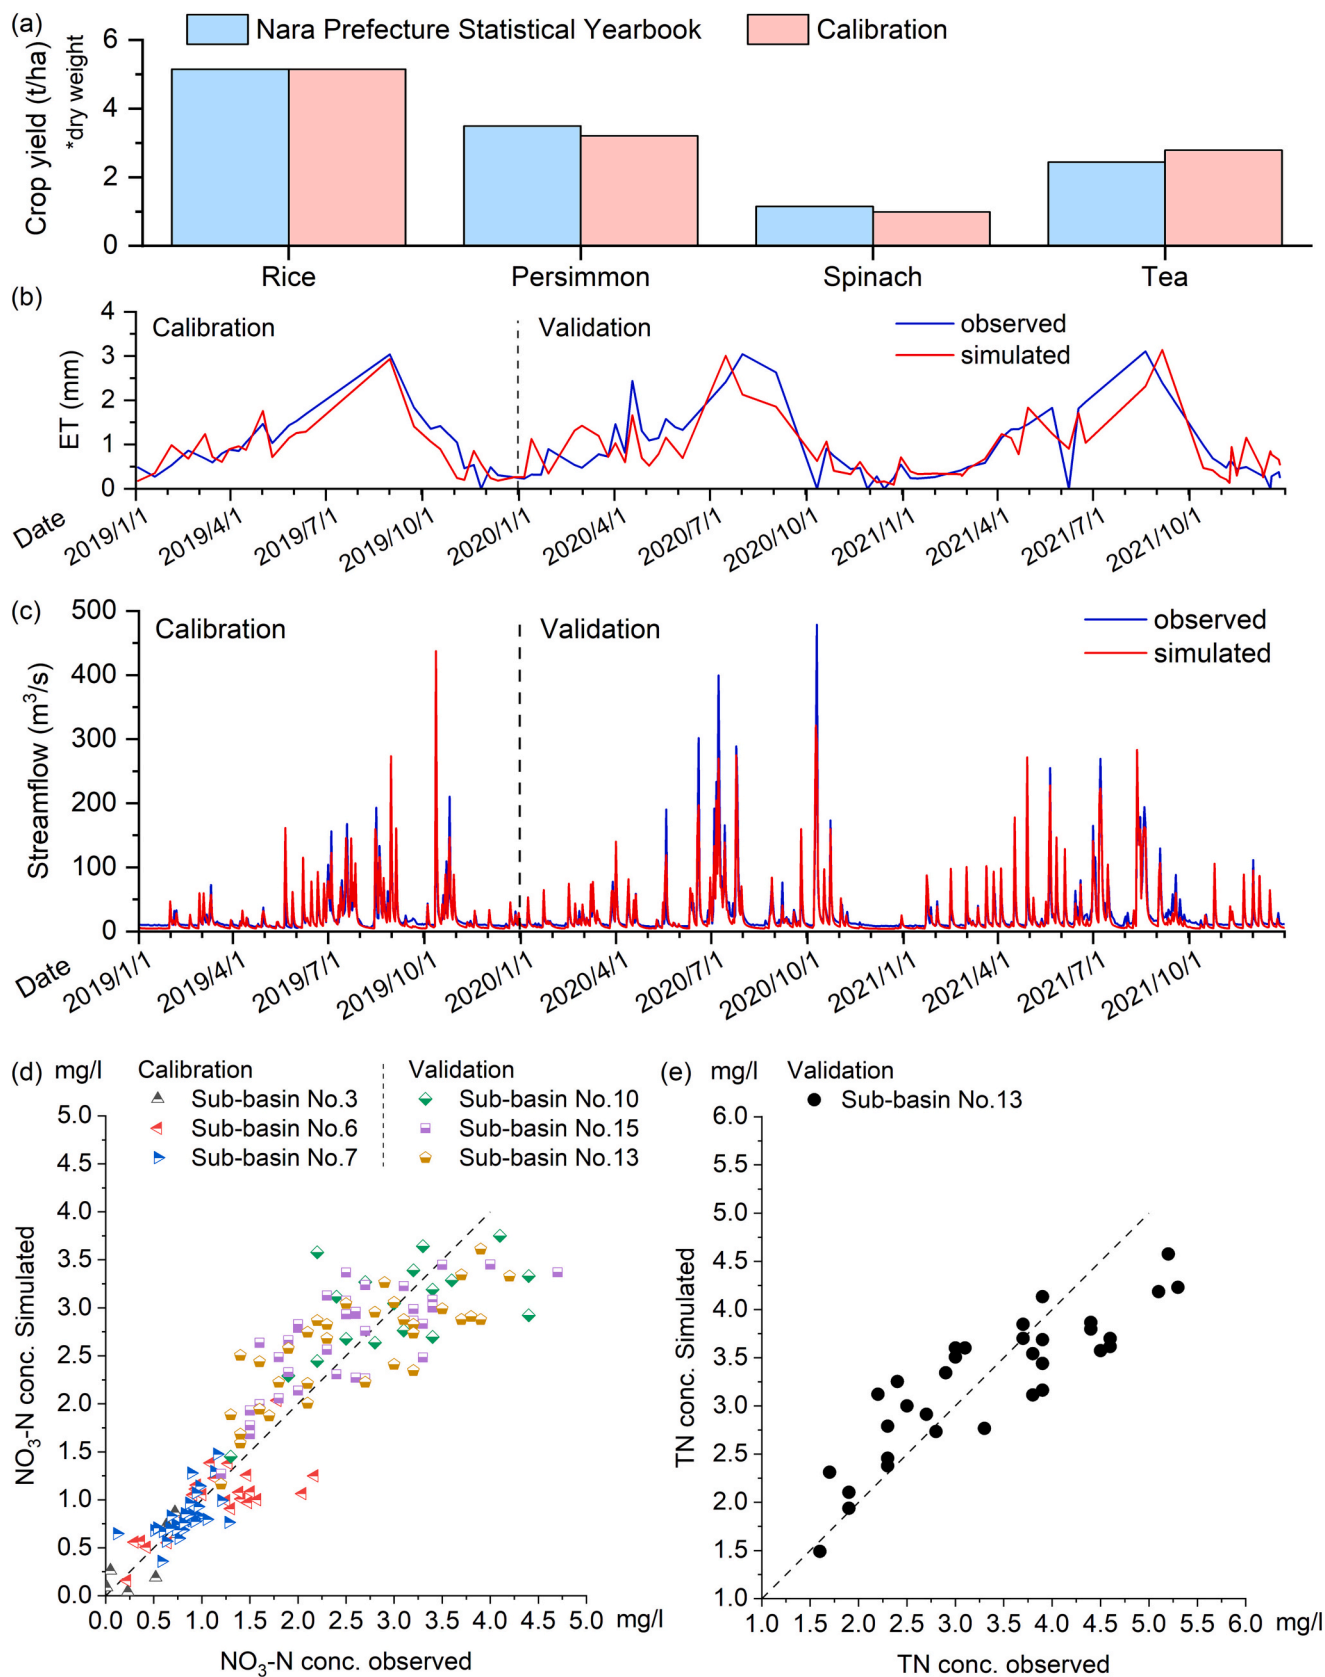 (a)
Nara Prefecture Statistical Yearbook
Calibration
Crop yield (t/ha)
*dry weight
6
4
2
0
Rice
Persimmon
Spinach
Tea
(b)
Calibration
Validation
observed
simulated
ET (mm)
4
3
2
1
0
Date
2019/1/1
2019/4/1
2019/7/1
2019/10/1
2020/1/1
2020/4/1
2020/7/1
2020/10/1
2021/1/1
2021/4/1
2021/7/1
2021/10/1
(c)
Calibration
Validation
observed
simulated
Streamflow (m³/s)
500
400
300
200
100
0
Date
2019/1/1
2019/4/1
2019/7/1
2019/10/1
2020/1/1
2020/4/1
2020/7/1
2020/10/1
2021/1/1
2021/4/1
2021/7/1
2021/10/1
(d)
mg/l
Calibration
Sub-basin No.3
Sub-basin No.6
Sub-basin No.7
Validation
Sub-basin No.10
Sub-basin No.15
Sub-basin No.13
NO₃-N conc. Simulated
5.0
4.5
4.0
3.5
3.0
2.5
2.0
1.5
1.0
0.5
0.0
0.0 0.5 1.0 1.5 2.0 2.5 3.0 3.5 4.0 4.5 5.0 mg/l
NO₃-N conc. observed
(e)
mg/l
Validation
Sub-basin No.13
TN conc. Simulated
6.0
5.5
5.0
4.5
4.0
3.5
3.0
2.5
2.0
1.5
1.0
1.0 1.5 2.0 2.5 3.0 3.5 4.0 4.5 5.0 5.5 6.0 mg/l
TN conc. observed